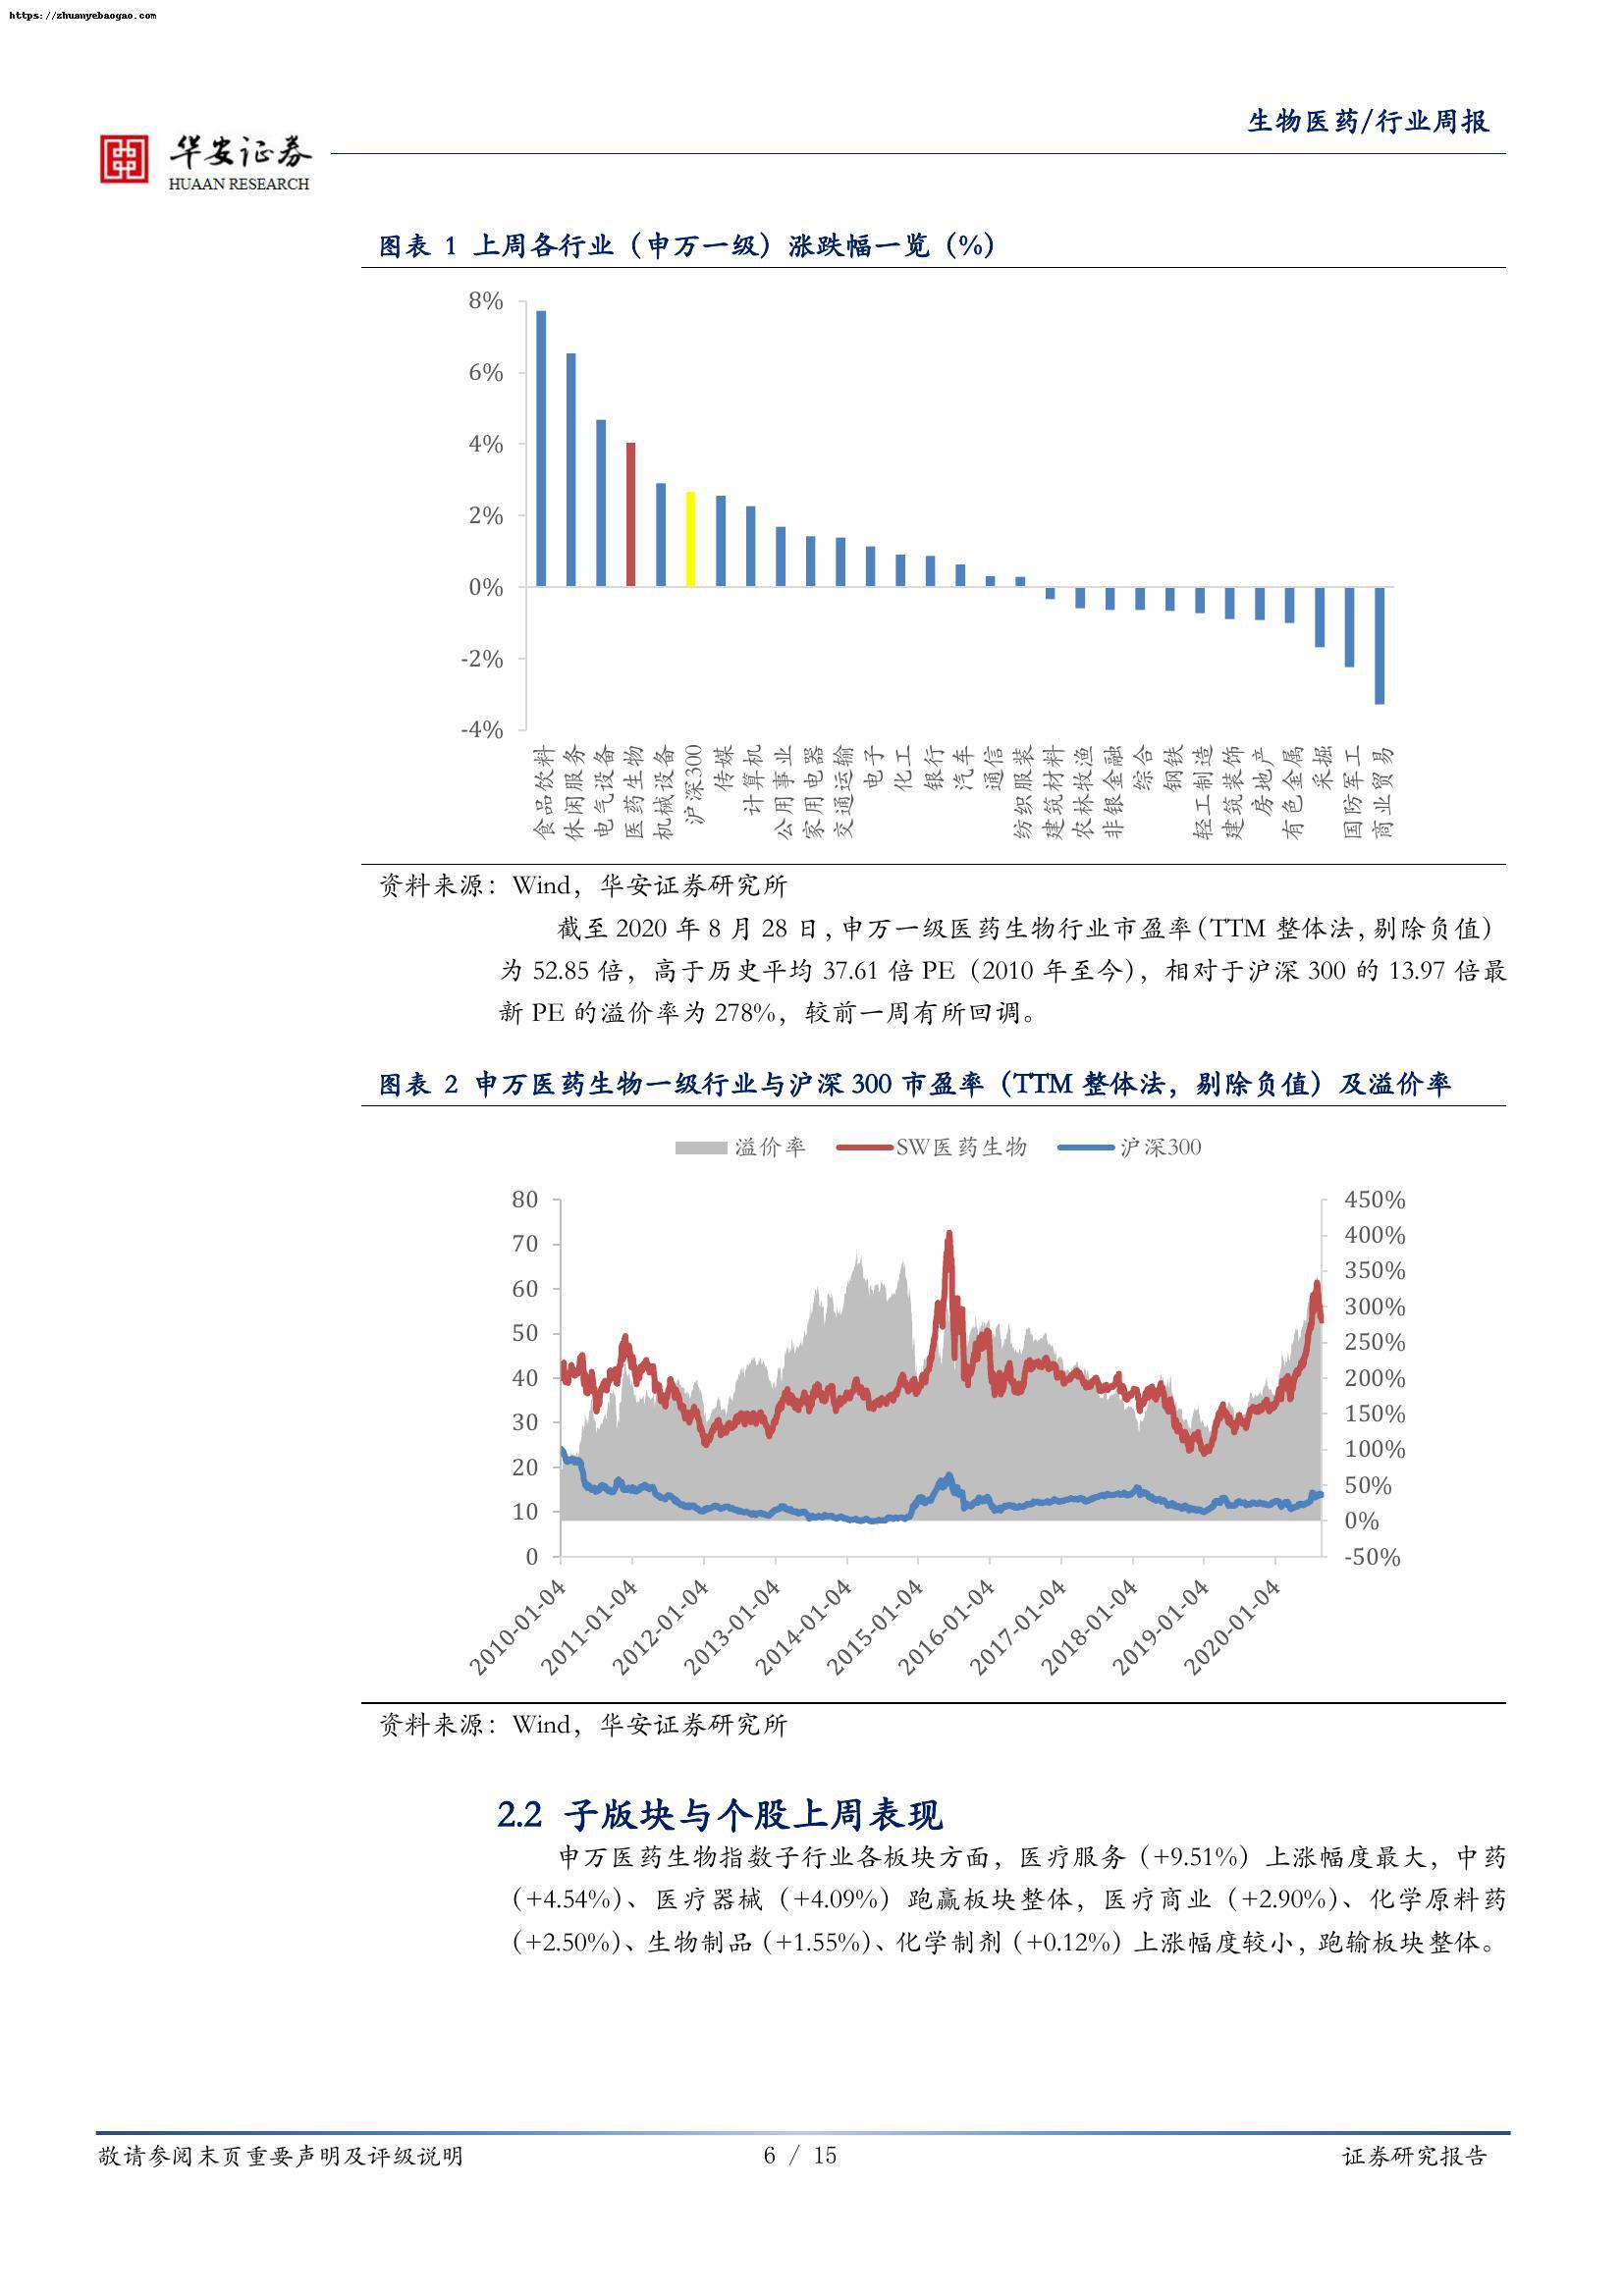 https://zhuanyebaogao.com
生物医药/行业周报
华安证券
HUAAN RESEARCH
图表 1 上周各行业（申万一级）涨跌幅一览（%）
8%
6%
4%
2%
0%
-2%
-4%
食品饮料
休闲服务
电气设备
医药生物
机械设备
沪深300
传媒
计算机
公用事业
家用电器
交通运输
电子
化工
银行
汽车
通信
纺织服装
建筑材料
农林牧渔
非银金融
综合
钢铁
轻工制造
建筑装饰
房地产
有色金属
采掘
国防军工
商业贸易
资料来源：Wind，华安证券研究所
截至 2020 年 8 月 28 日，申万一级医药生物行业市盈率（TTM 整体法，剔除负值）
为 52.85 倍，高于历史平均 37.61 倍 PE（2010 年至今），相对于沪深 300 的 13.97 倍最
新 PE 的溢价率为 278%，较前一周有所回调。
图表 2 申万医药生物一级行业与沪深 300 市盈率（TTM 整体法，剔除负值）及溢价率
溢价率 SW医药生物 沪深300
80
70
60
50
40
30
20
10
0
450%
400%
350%
300%
250%
200%
150%
100%
50%
0%
-50%
2010-01-04
2011-01-04
2012-01-04
2013-01-04
2014-01-04
2015-01-04
2016-01-04
2017-01-04
2018-01-04
2019-01-04
2020-01-04
资料来源：Wind，华安证券研究所
2.2 子版块与个股上周表现
申万医药生物指数子行业各板块方面，医疗服务（+9.51%）上涨幅度最大，中药
（+4.54%）、医疗器械（+4.09%）跑赢板块整体，医疗商业（+2.90%）、化学原料药
（+2.50%）、生物制品（+1.55%）、化学制剂（+0.12%）上涨幅度较小，跑输板块整体。
敬请参阅末页重要声明及评级说明
6 / 15
证券研究报告